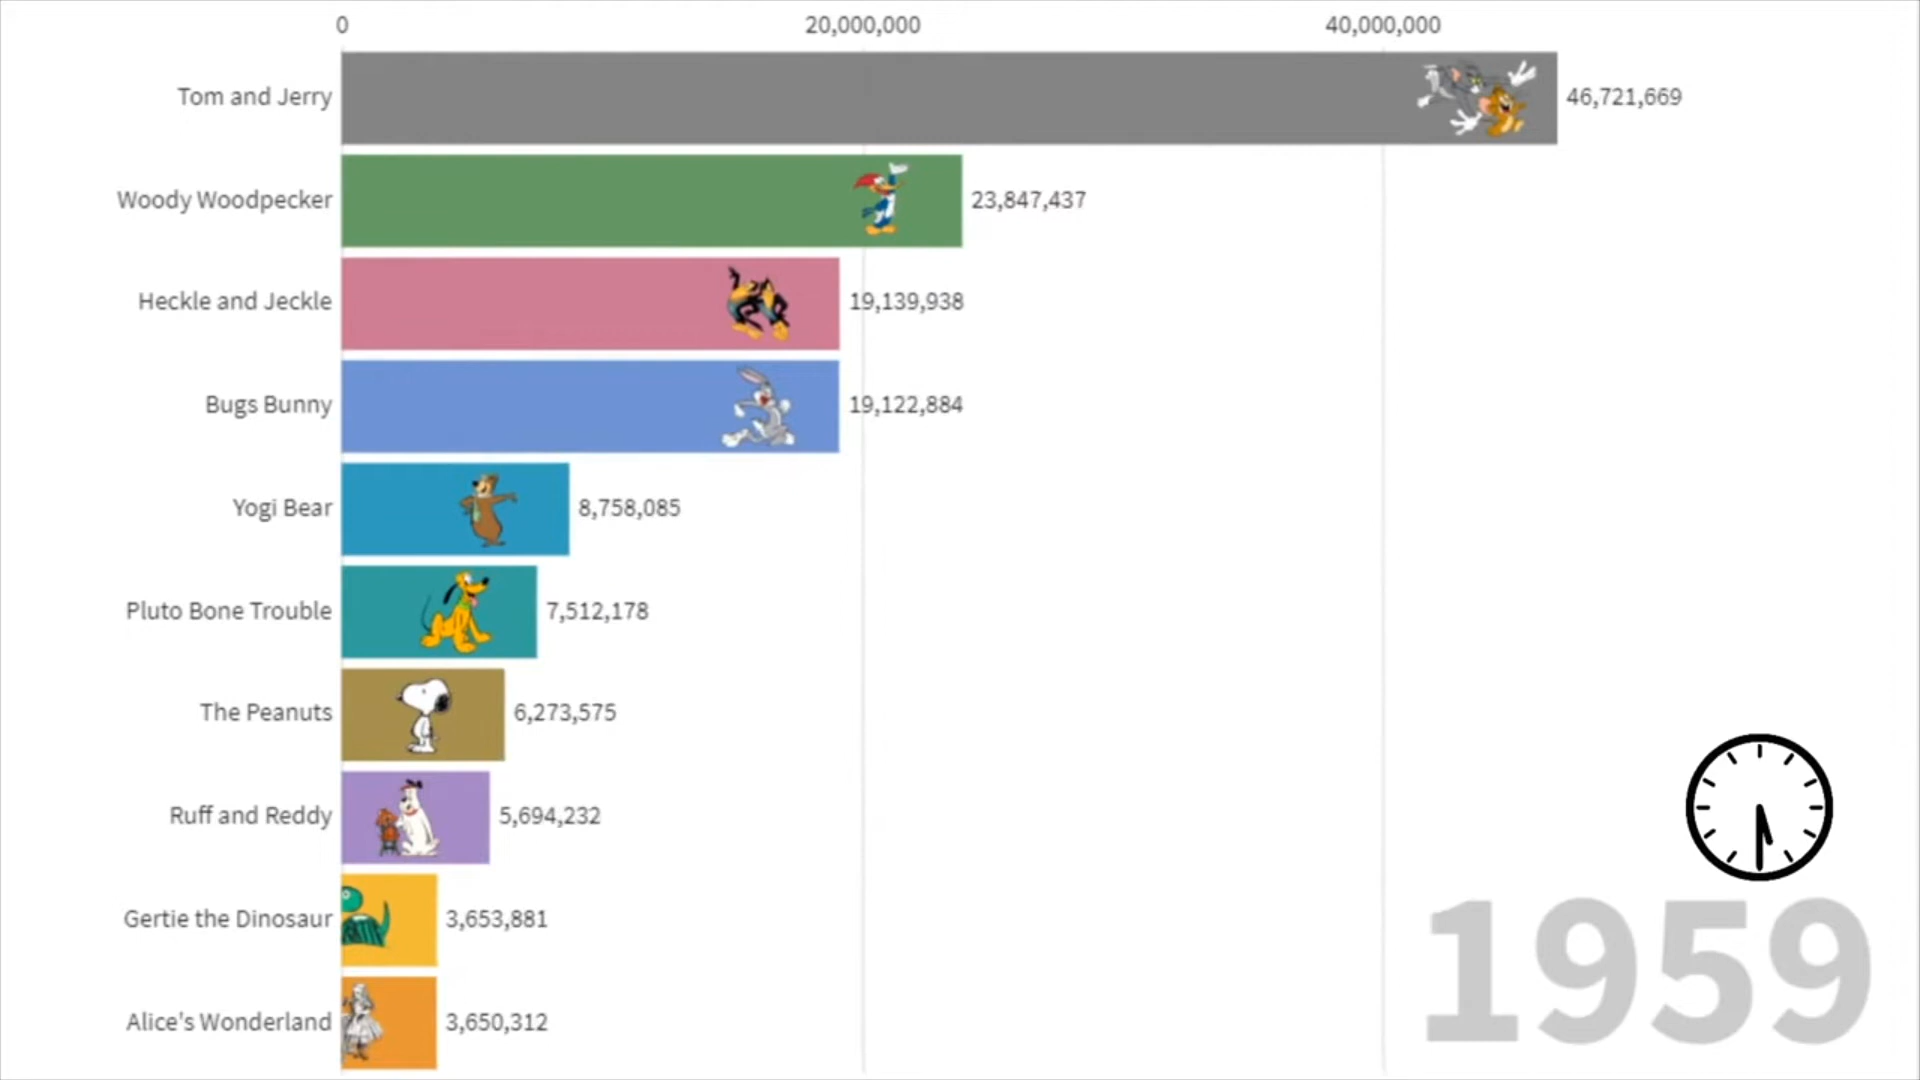 0 20,000,000 40,000,000
Tom and Jerry 46,721,669
Woody Woodpecker 23,847,437
Heckle and Jeckle 19,139,938
Bugs Bunny 19,122,884
Yogi Bear 8,758,085
Pluto Bone Trouble 7,512,178
The Peanuts 6,273,575
Ruff and Reddy 5,694,232
Gertie the Dinosaur 3,653,881
Alice's Wonderland 3,650,312
1959